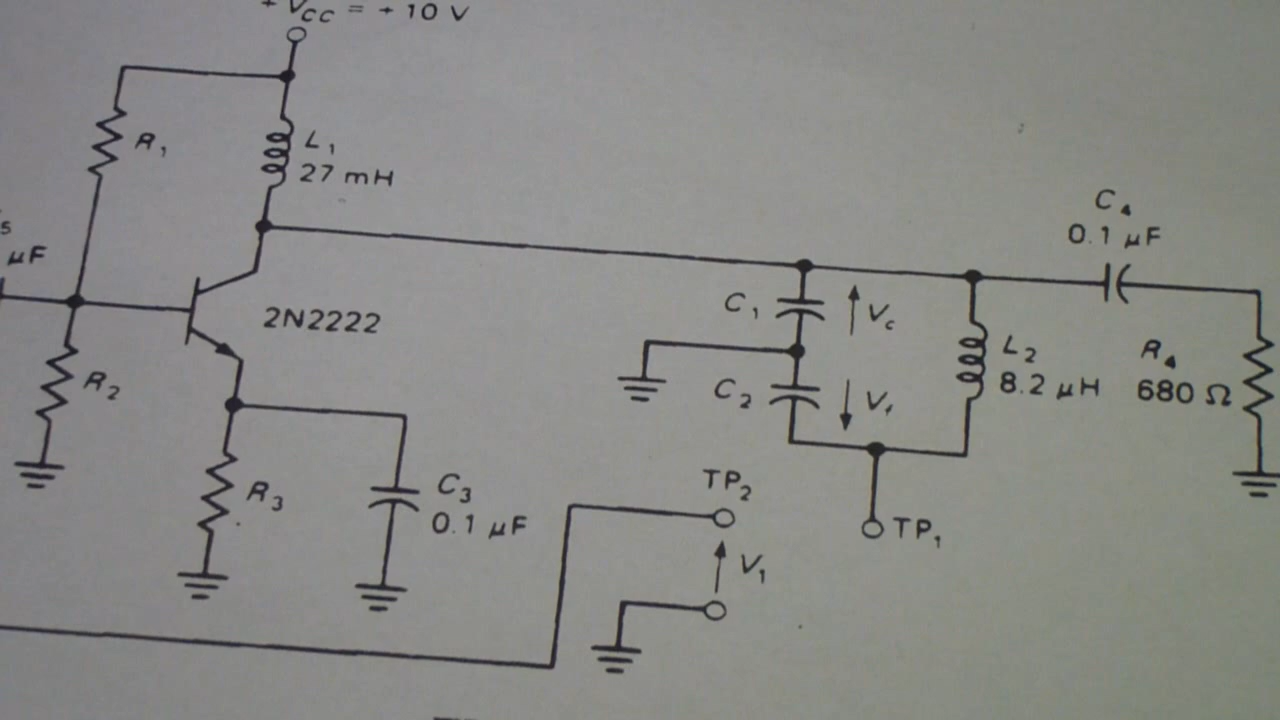 + VCC = + 10 V
R1
L1
27 mH
5
µF
2N2222
R2
R3
C3
0.1 µF
C1
Vc
C2
Vf
L2
8.2 µH
C4
0.1 µF
R4
680 Ω
TP2
V1
TP1